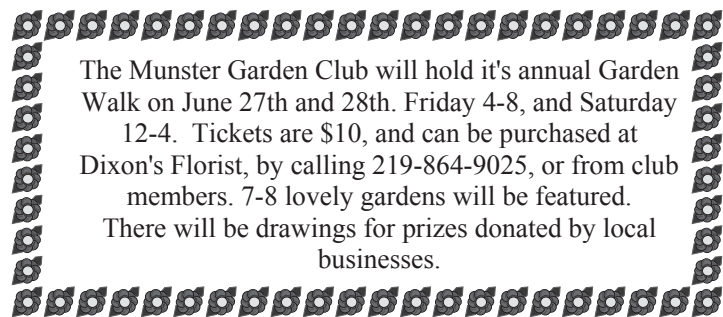 The Munster Garden Club will hold it's annual Garden
Walk on June 27th and 28th. Friday 4-8, and Saturday
12-4.  Tickets are $10, and can be purchased at
Dixon's Florist, by calling 219-864-9025, or from club
members. 7-8 lovely gardens will be featured.
There will be drawings for prizes donated by local
businesses.